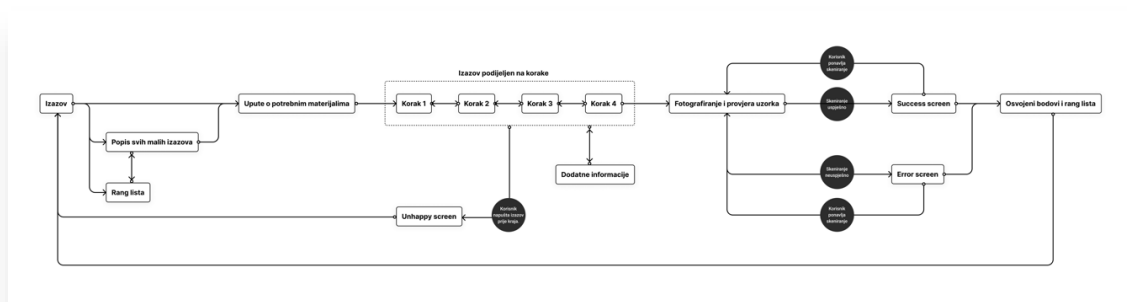 Korisnik
ponavlja
skeniranje
Izazov podijeljen na korake
Izazov
Upute o potrebnim materijalima
Korak 1
Korak 2
Korak 3
Korak 4
Fotografiranje i provjera uzorka
Skeniranje
uspješno
Success screen
Osvojeni bodovi i rang lista
Popis svih malih izazova
Dodatne informacije
Skeniranje
neuspješno
Error screen
Rang lista
Unhappy screen
Korisnik
napušta izazov
prije kraja
Korisnik
ponavlja
skeniranje